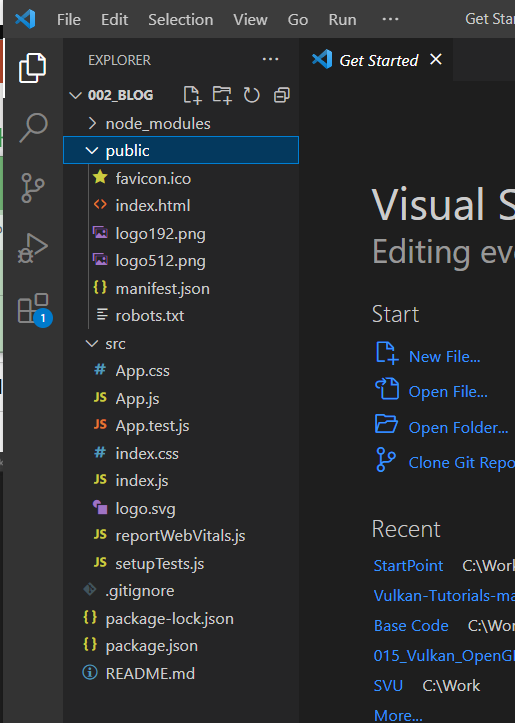 File Edit Selection View Go Run ··· Get Star
EXPLORER ···
Get Started
002_BLOG
node_modules
public
favicon.ico
index.html
logo192.png
logo512.png
manifest.json
robots.txt
src
App.css
App.js
App.test.js
index.css
index.js
logo.svg
reportWebVitals.js
setupTests.js
.gitignore
package-lock.json
package.json
README.md
1
Visual S
Editing ev
Start
New File...
Open File...
Open Folder...
Clone Git Repo
Recent
StartPoint C:\Work
Vulkan-Tutorials-ma
Base Code C:\Wor
015_Vulkan_OpenG
SVU C:\Work
More...